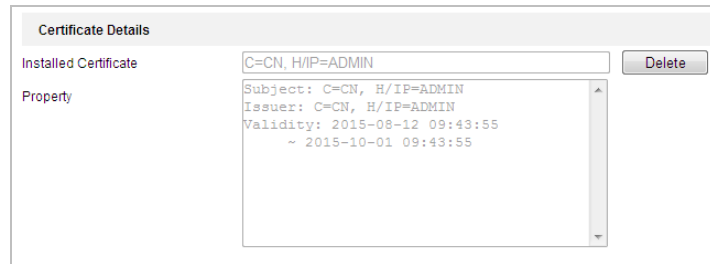 Certificate Details
Installed Certificate C=CN, H/IP=ADMIN Delete
Property
Subject: C=CN, H/IP=ADMIN
Issuer: C=CN, H/IP=ADMIN
Validity: 2015-08-12 09:43:55
~ 2015-10-01 09:43:55